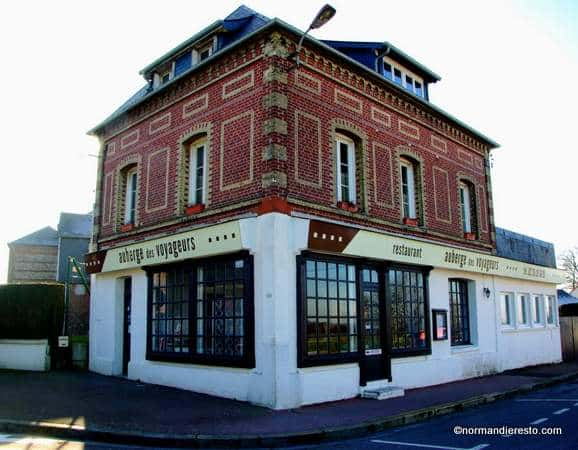 auberge des voyageurs
restaurant
auberge des voyageurs
©normandieresto.com